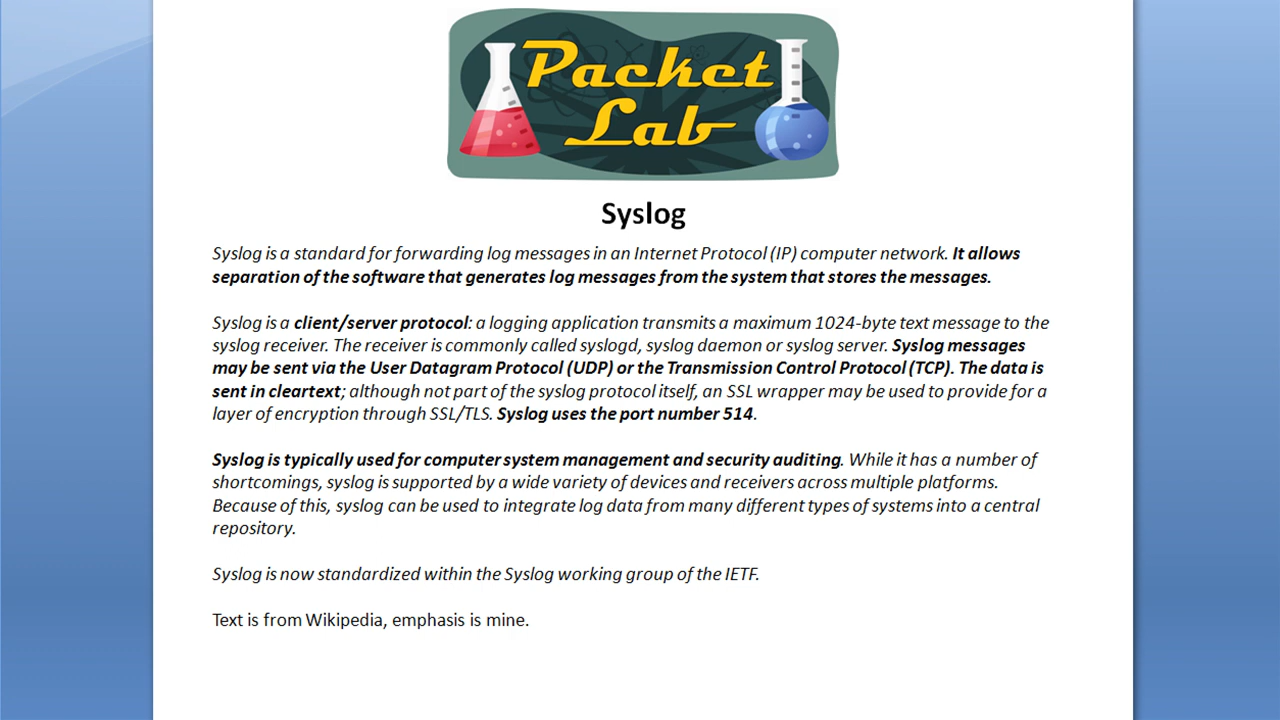 Packet
Lab
Syslog
Syslog is a standard for forwarding log messages in an Internet Protocol (IP) computer network. It allows
separation of the software that generates log messages from the system that stores the messages.
Syslog is a client/server protocol: a logging application transmits a maximum 1024-byte text message to the
syslog receiver. The receiver is commonly called syslogd, syslog daemon or syslog server. Syslog messages
may be sent via the User Datagram Protocol (UDP) or the Transmission Control Protocol (TCP). The data is
sent in cleartext; although not part of the syslog protocol itself, an SSL wrapper may be used to provide for a
layer of encryption through SSL/TLS. Syslog uses the port number 514.
Syslog is typically used for computer system management and security auditing. While it has a number of
shortcomings, syslog is supported by a wide variety of devices and receivers across multiple platforms.
Because of this, syslog can be used to integrate log data from many different types of systems into a central
repository.
Syslog is now standardized within the Syslog working group of the IETF.
Text is from Wikipedia, emphasis is mine.